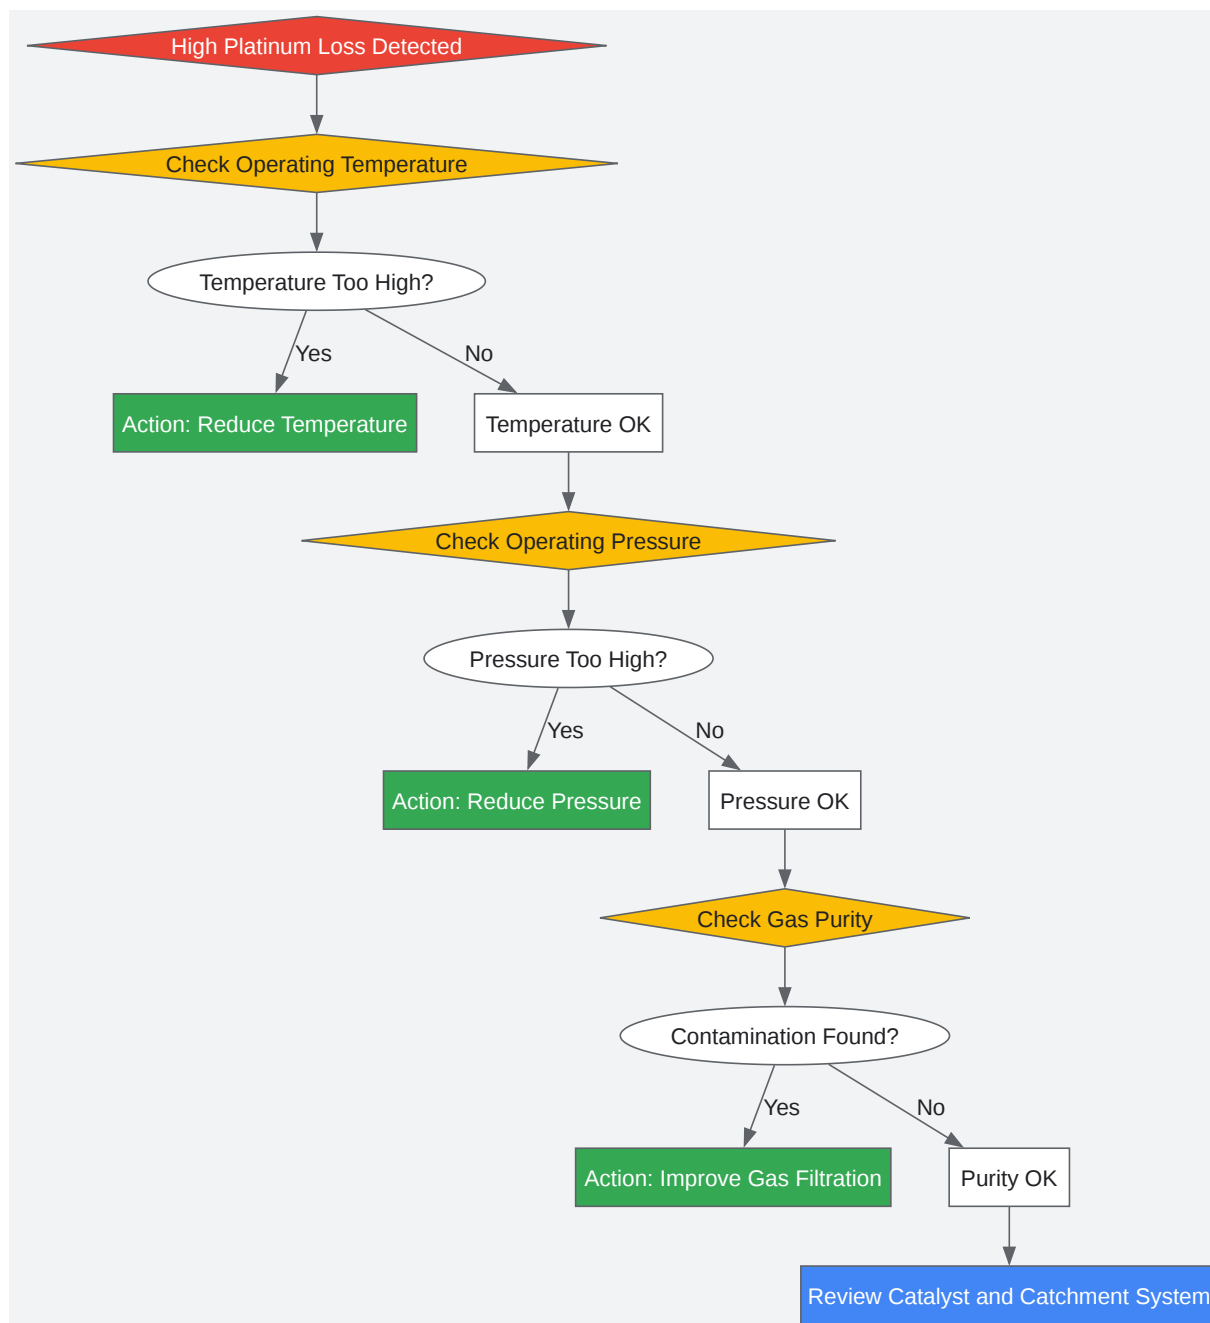 High Platinum Loss Detected
Check Operating Temperature
Temperature Too High?
Yes
No
Action: Reduce Temperature
Temperature OK
Check Operating Pressure
Pressure Too High?
Yes
No
Action: Reduce Pressure
Pressure OK
Check Gas Purity
Contamination Found?
Yes
No
Action: Improve Gas Filtration
Purity OK
Review Catalyst and Catchment System